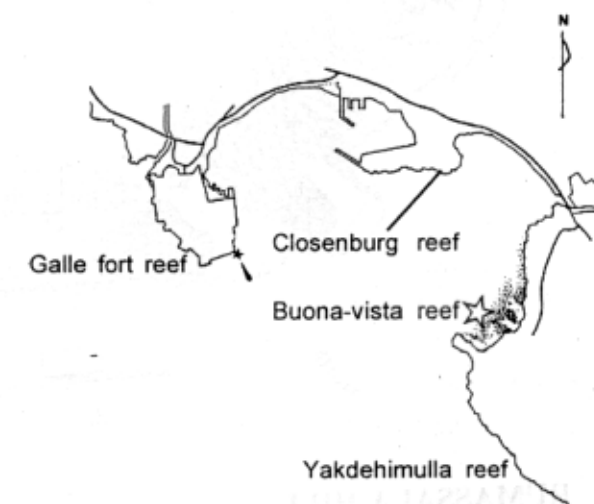 N
Closenburg reef
Galle fort reef
Buona-vista reef
Yakdehimulla reef